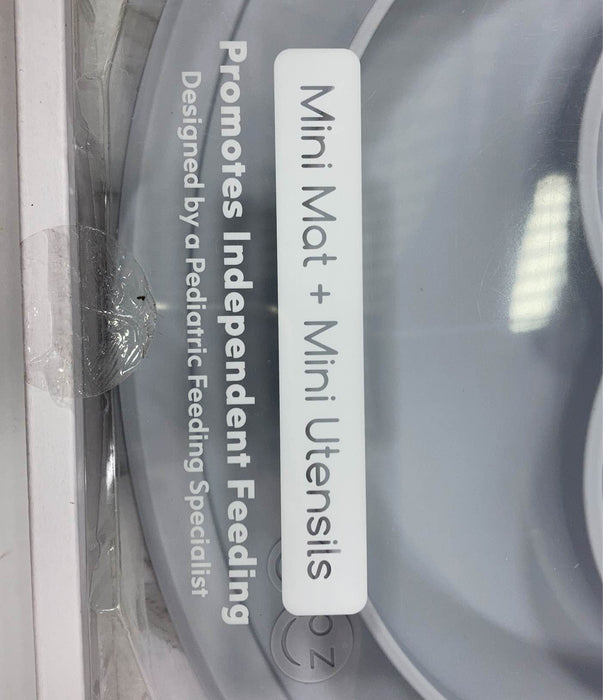 Mini Mat + Mini Utensils
Promotes Independent Feeding
Designed by a Pediatric Feeding Specialist